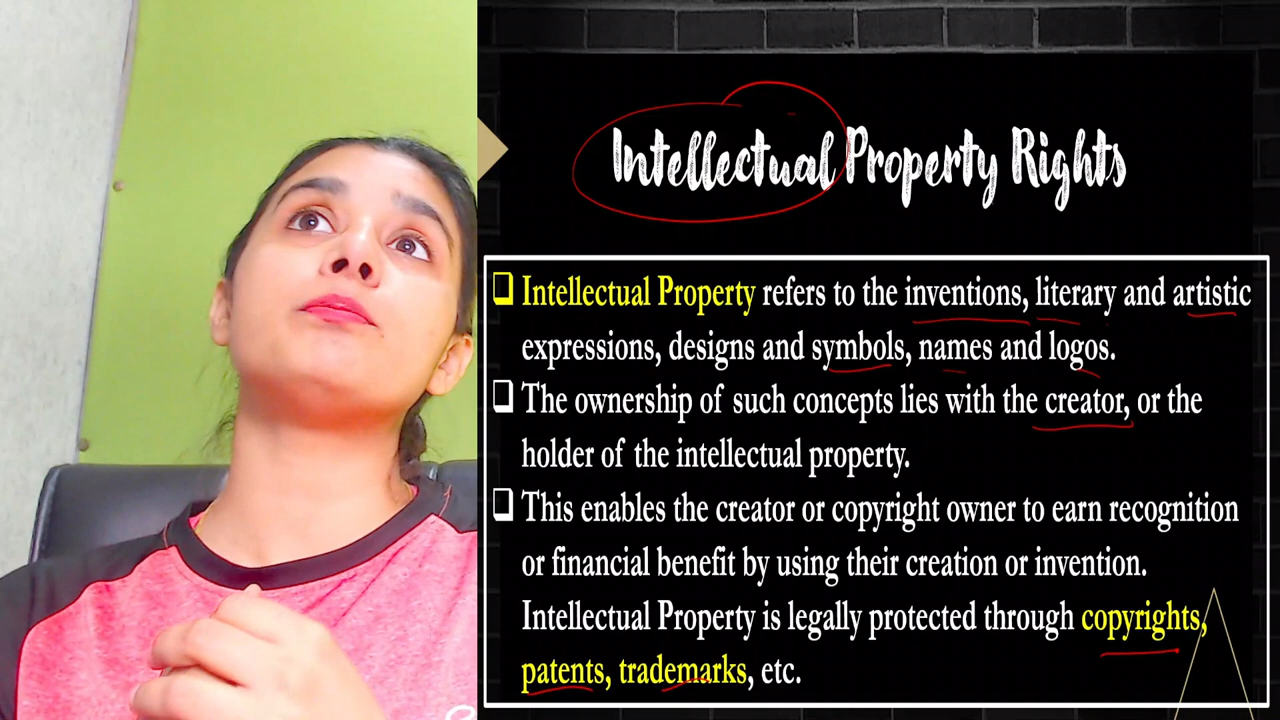 Intellectual Property Rights
❑ Intellectual Property refers to the inventions, literary and artistic
expressions, designs and symbols, names and logos.
❑ The ownership of such concepts lies with the creator, or the
holder of the intellectual property.
❑ This enables the creator or copyright owner to earn recognition
or financial benefit by using their creation or invention.
Intellectual Property is legally protected through copyrights,
patents, trademarks, etc.